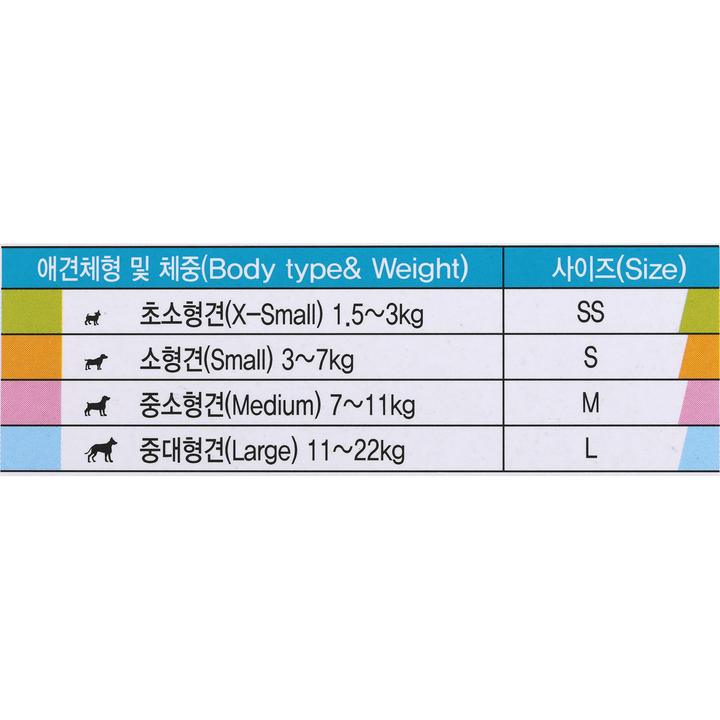 애견체형 및 체중(Body type& Weight) 사이즈(Size)
초소형견(X-Small) 1.5~3kg SS
소형견(Small) 3~7kg S
중소형견(Medium) 7~11kg M
중대형견(Large) 11~22kg L